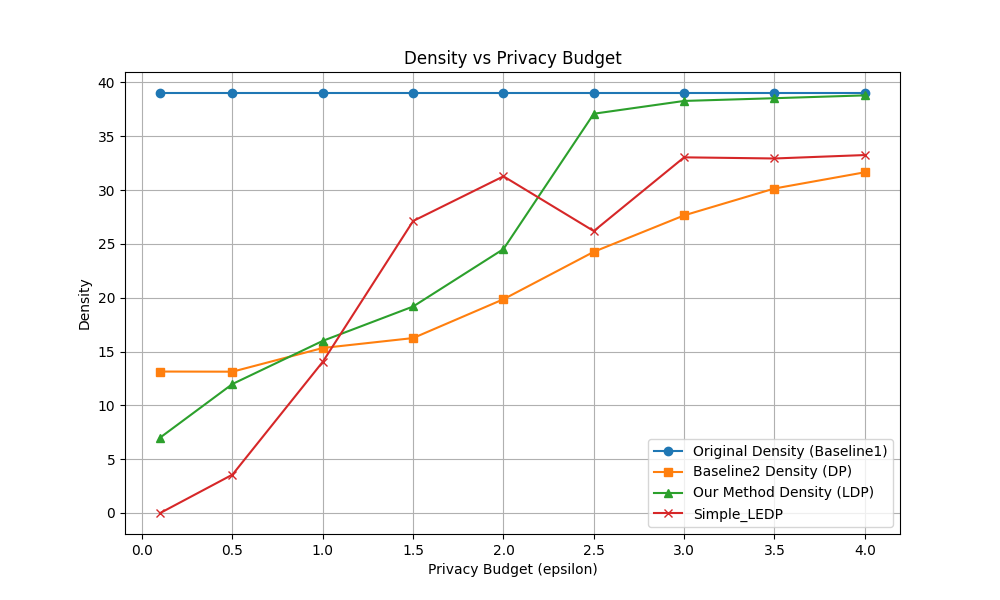 Density vs Privacy Budget
40
35
30
25
20
15
10
5
0
Density
0.0 0.5 1.0 1.5 2.0 2.5 3.0 3.5 4.0
Privacy Budget (epsilon)
Original Density (Baseline1)
Baseline2 Density (DP)
Our Method Density (LDP)
Simple_LEDP